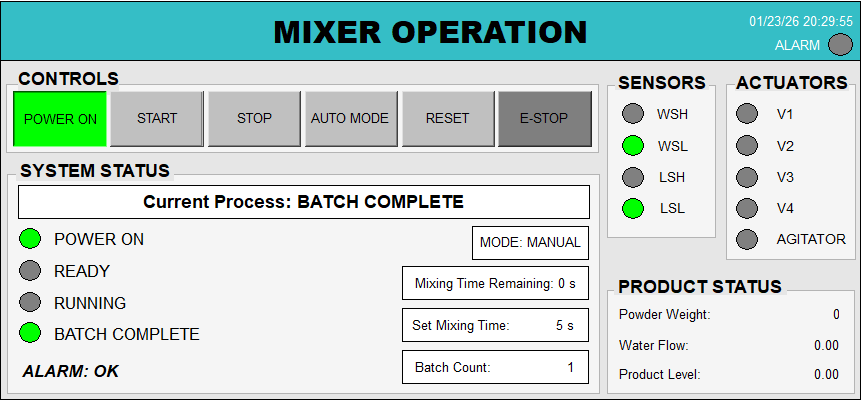 MIXER OPERATION
01/23/26 20:29:55
ALARM
CONTROLS
POWER ON
START
STOP
AUTO MODE
RESET
E-STOP
SYSTEM STATUS
Current Process: BATCH COMPLETE
POWER ON
READY
RUNNING
BATCH COMPLETE
ALARM: OK
MODE: MANUAL
Mixing Time Remaining: 0 s
Set Mixing Time: 5 s
Batch Count: 1
SENSORS
WSH
WSL
LSH
LSL
ACTUATORS
V1
V2
V3
V4
AGITATOR
PRODUCT STATUS
Powder Weight: 0
Water Flow: 0.00
Product Level: 0.00